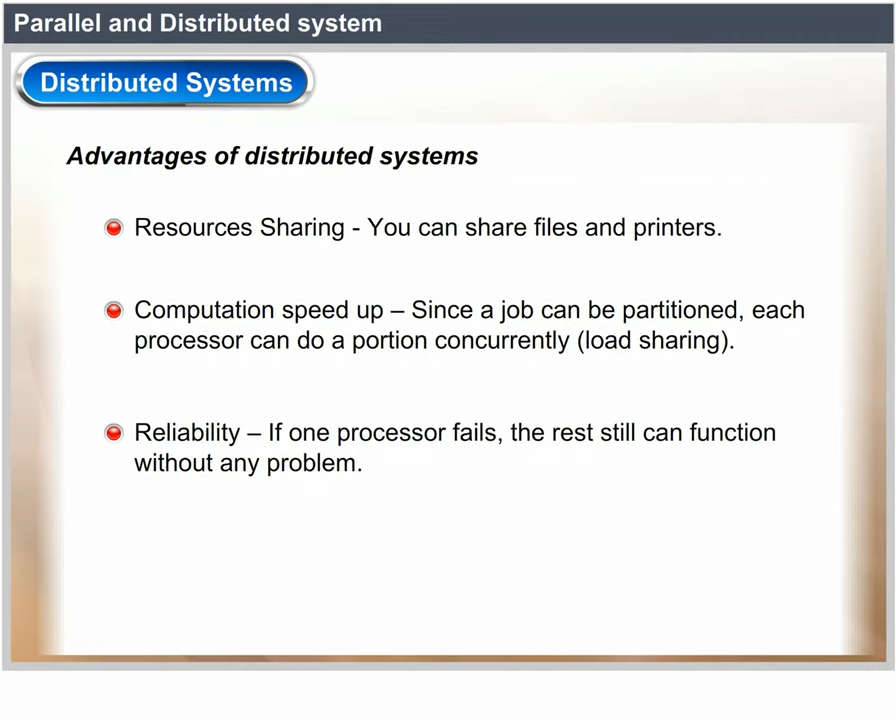 Parallel and Distributed system
Distributed Systems
Advantages of distributed systems
Resources Sharing - You can share files and printers.
Computation speed up – Since a job can be partitioned, each
processor can do a portion concurrently (load sharing).
Reliability – If one processor fails, the rest still can function
without any problem.